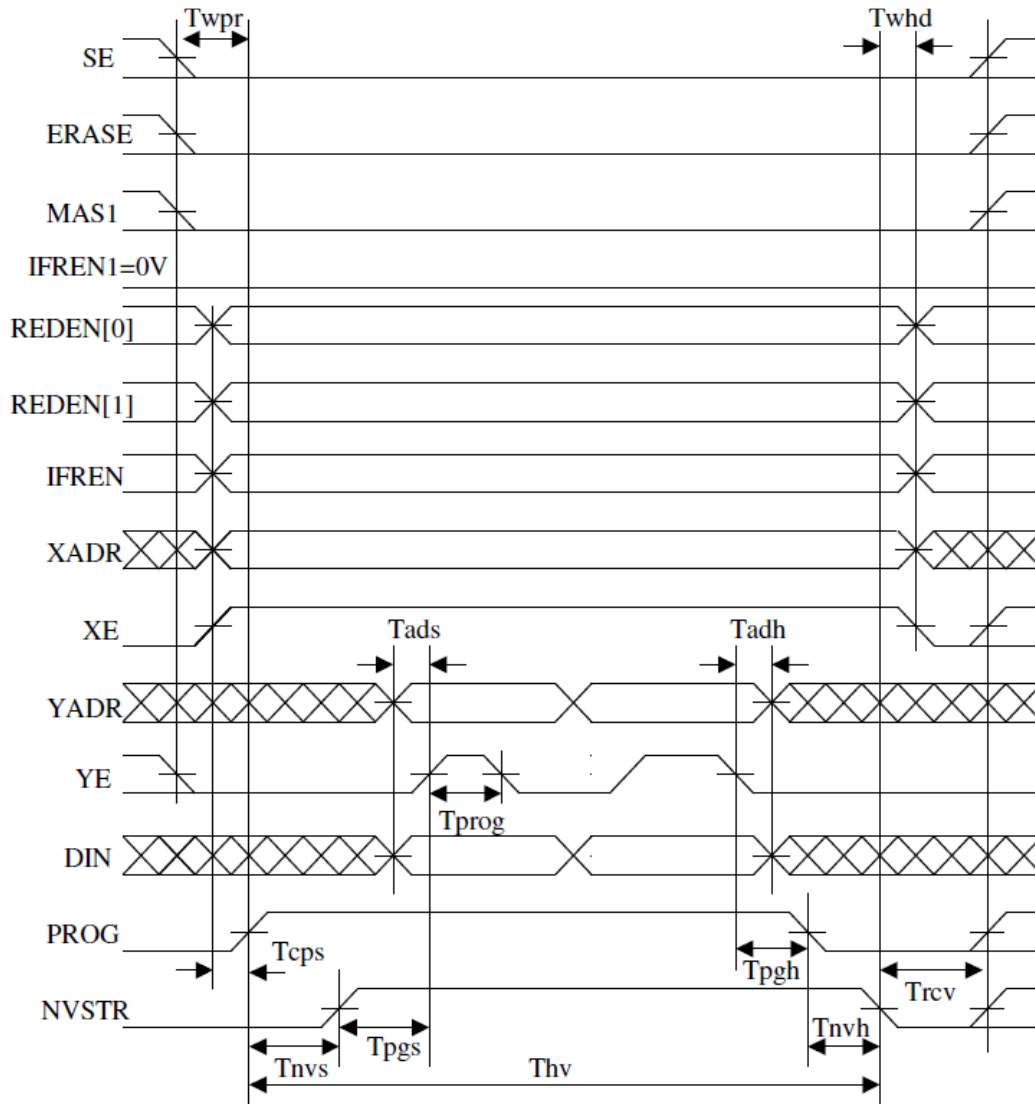 Twpr
Twhd
SE
ERASE
MAS1
IFREN1=0V
REDEN[0]
REDEN[1]
IFREN
XADR
XE
Tads
Tadh
YADR
YE
Tprog
DIN
PROG
Tcps
Tpgh
Trcv
NVSTR
Tnvs
Tpgs
Tnvh
Thv